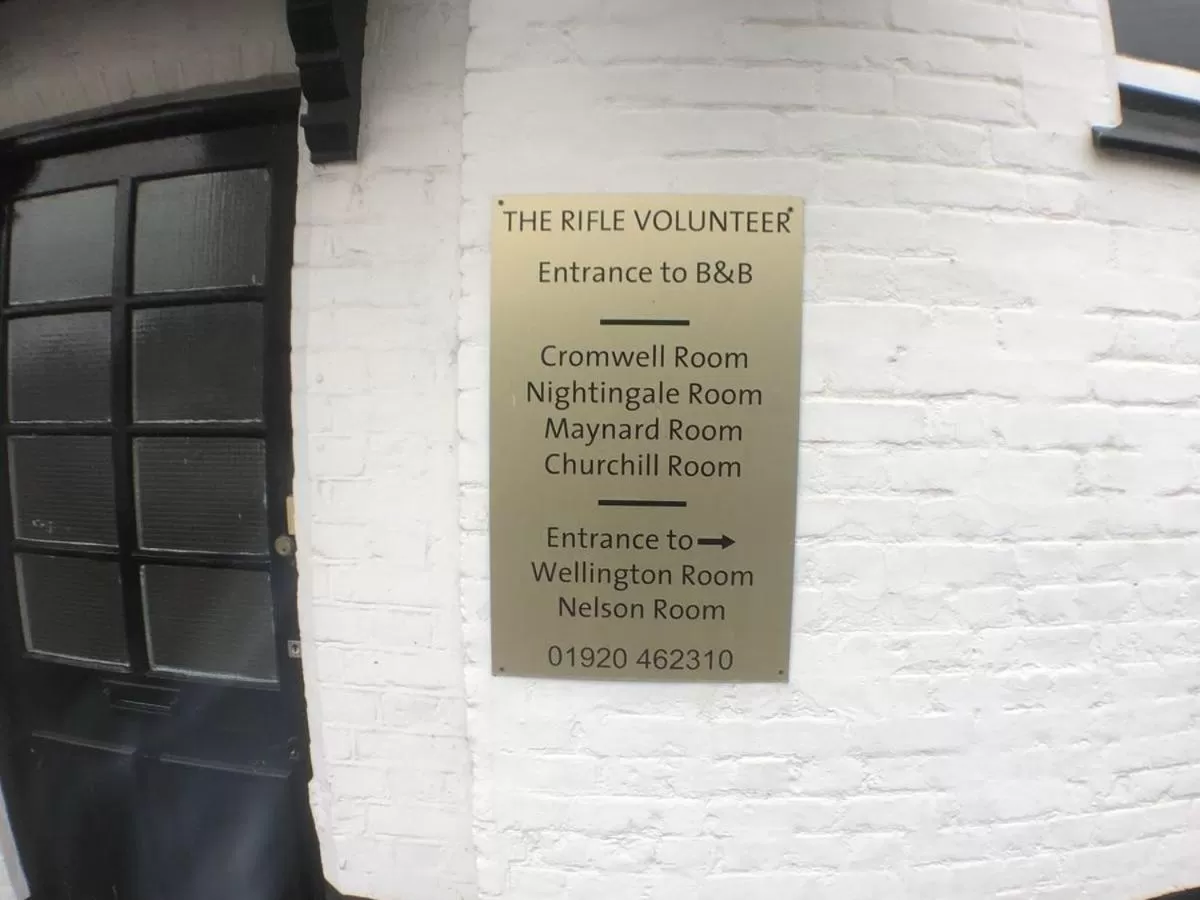 THE RIFLE VOLUNTEER
Entrance to B&B
Cromwell Room
Nightingale Room
Maynard Room
Churchill Room
Entrance to →
Wellington Room
Nelson Room
01920 462310